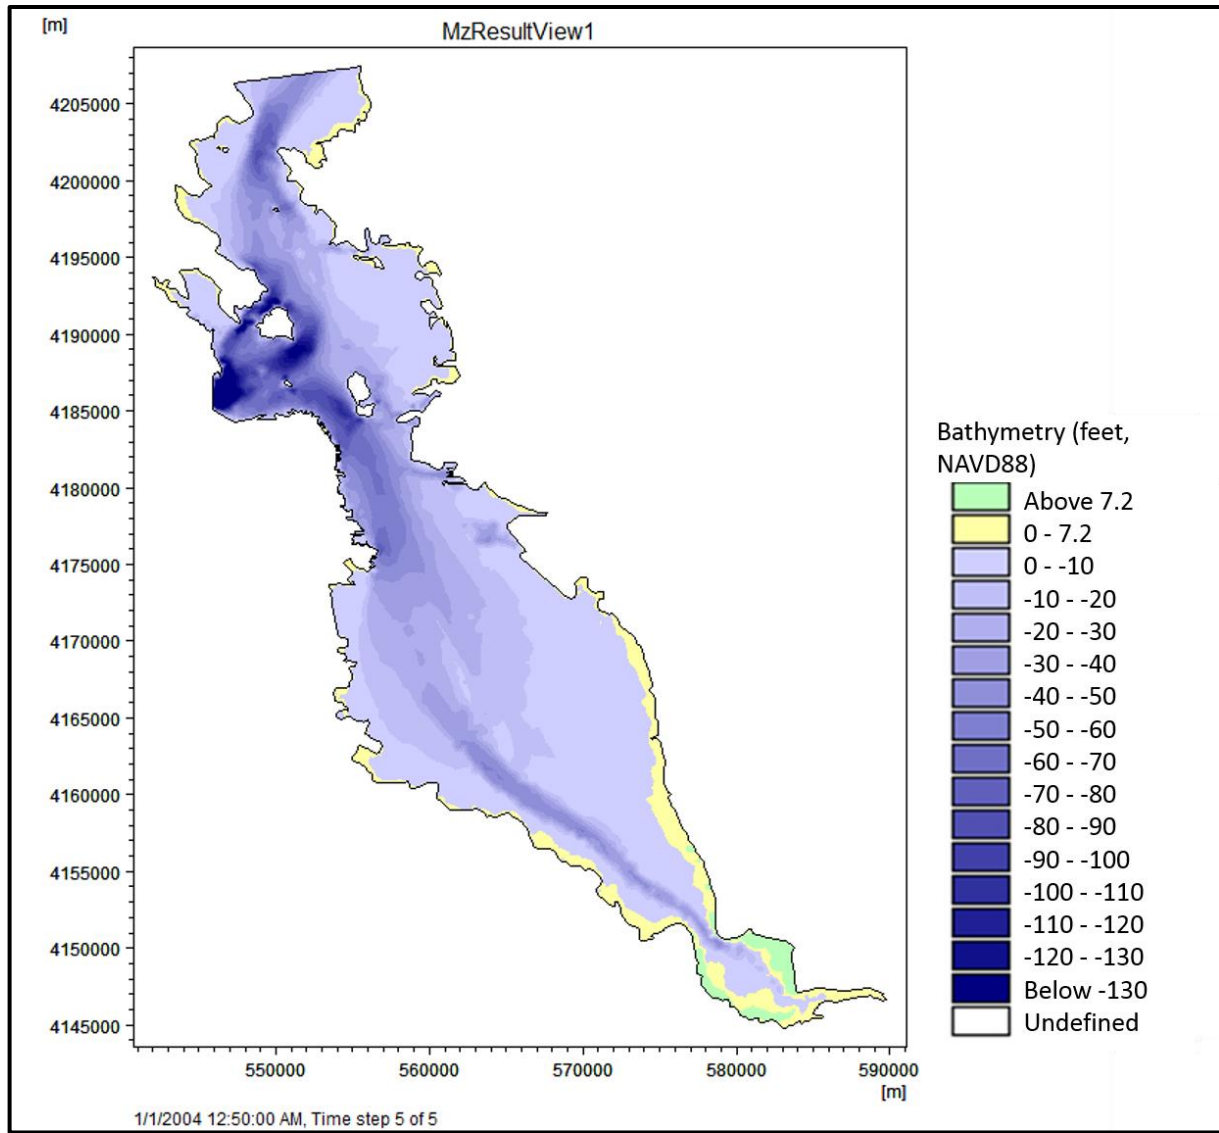 [m]
MzResultView1
4205000
4200000
4195000
4190000
4185000
4180000
4175000
4170000
4165000
4160000
4155000
4150000
4145000
550000
560000
570000
580000
590000
[m]
1/1/2004 12:50:00 AM, Time step 5 of 5
Bathymetry (feet,
NAVD88)
Above 7.2
0 - 7.2
0 - -10
-10 - -20
-20 - -30
-30 - -40
-40 - -50
-50 - -60
-60 - -70
-70 - -80
-80 - -90
-90 - -100
-100 - -110
-110 - -120
-120 - -130
Below -130
Undefined